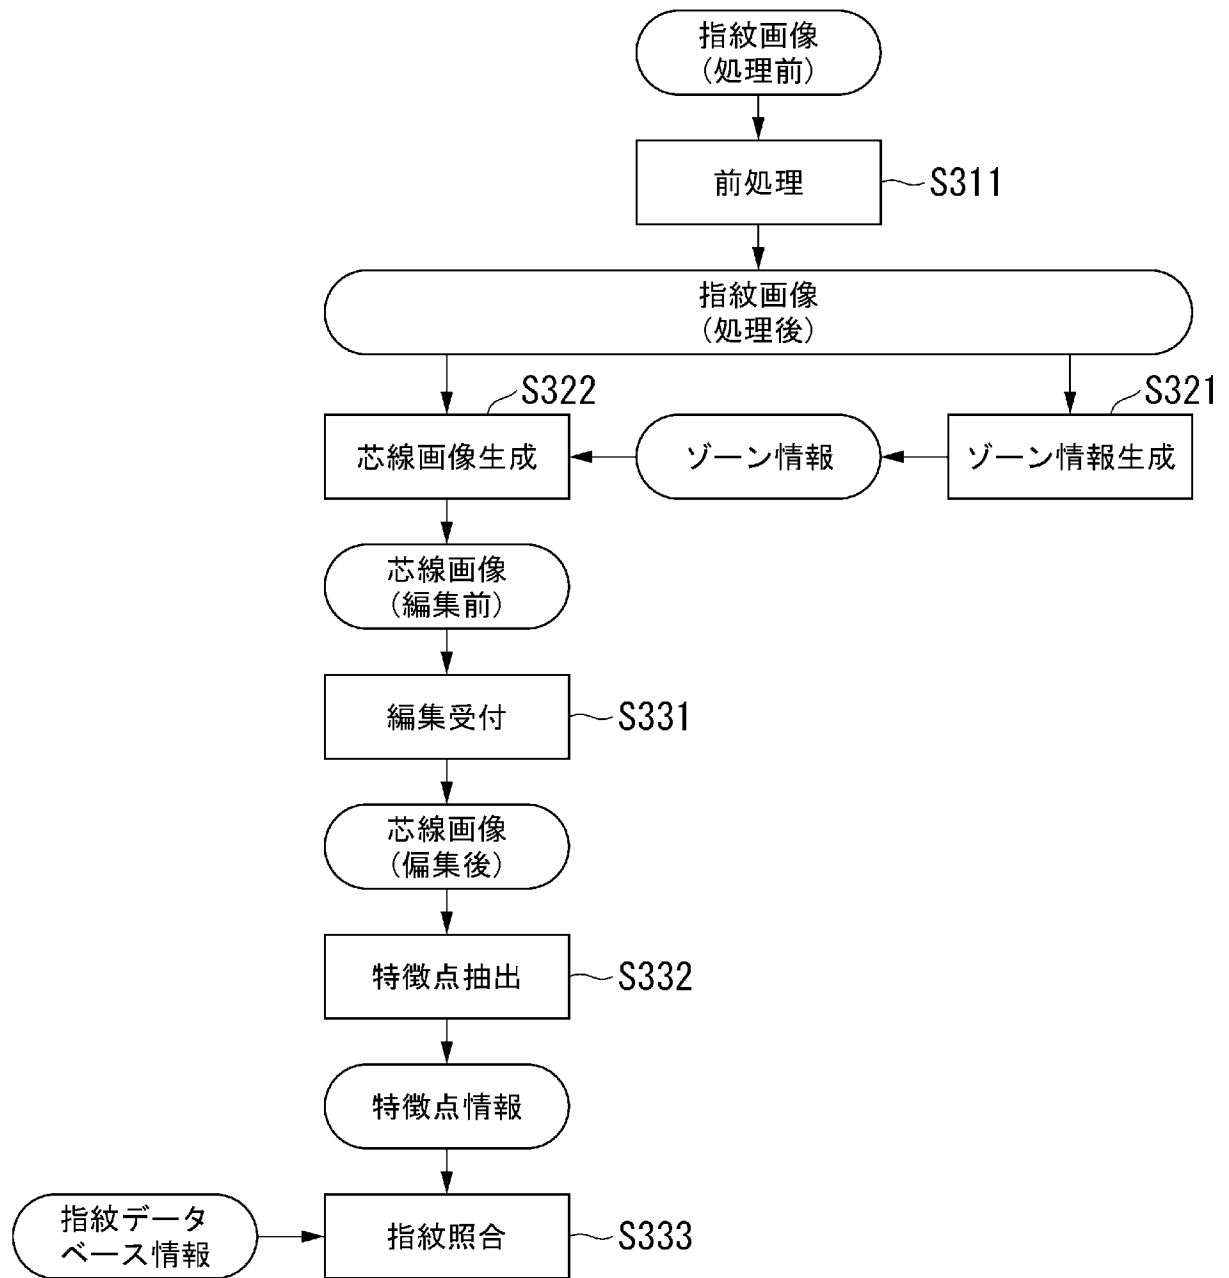 指紋画像
(処理前)
前処理
S311
指紋画像
(処理後)
S322
S321
芯線画像生成
ゾーン情報
ゾーン情報生成
芯線画像
(編集前)
編集受付
S331
芯線画像
(偏集後)
特徴点抽出
S332
特徴点情報
指紋データ
ベース情報
指紋照合
S333